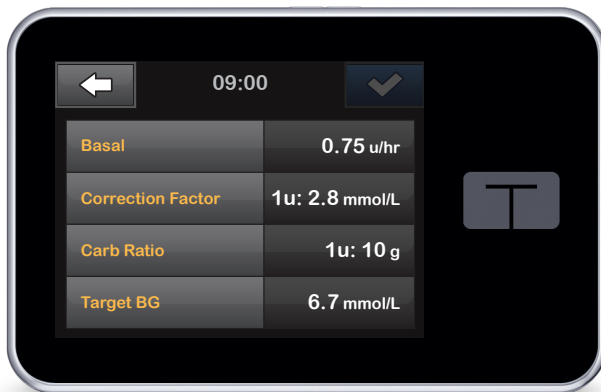 09:00
Basal 0.75 u/hr
Correction Factor 1u: 2.8 mmol/L
Carb Ratio 1u: 10 g
Target BG 6.7 mmol/L